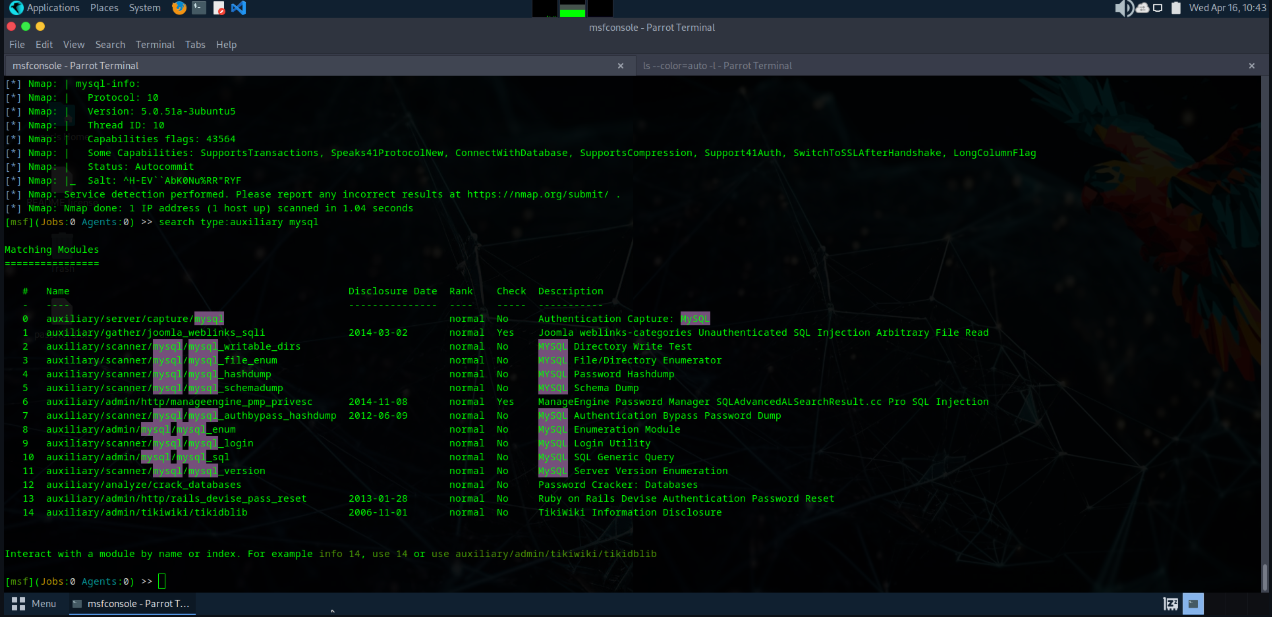 Applications Places System
Wed Apr 16, 10:43
msfconsole - Parrot Terminal
File Edit View Search Terminal Tabs Help
msfconsole - Parrot Terminal × ls --color=auto -l - Parrot Terminal ×
[*] Nmap: | mysql-info:
[*] Nmap: |   Protocol: 10
[*] Nmap: |   Version: 5.0.51a-3ubuntu5
[*] Nmap: |   Thread ID: 10
[*] Nmap: |   Capabilities flags: 43564
[*] Nmap: |   Some Capabilities: SupportsTransactions, Speaks41ProtocolNew, ConnectWithDatabase, SupportsCompression, Support41Auth, SwitchToSSLAfterHandshake, LongColumnFlag
[*] Nmap: |   Status: Autocommit
[*] Nmap: |_  Salt: ^H-EV``AbK0Nu%RR"RYF
[*] Nmap: Service detection performed. Please report any incorrect results at https://nmap.org/submit/ .
[*] Nmap: Nmap done: 1 IP address (1 host up) scanned in 1.04 seconds
[msf](Jobs:0 Agents:0) >> search type:auxiliary mysql
Matching Modules
================
#   Name   Disclosure Date  Rank   Check  Description
-   ----   ---------------  ----   -----  -----------
0   auxiliary/server/capture/mysql   normal  No   Authentication Capture: MySQL
1   auxiliary/gather/joomla_weblinks_sqli   2014-03-02   normal  Yes   Joomla weblinks-categories Unauthenticated SQL Injection Arbitrary File Read
2   auxiliary/scanner/mysql/mysql_writable_dirs   normal  No   MYSQL Directory Write Test
3   auxiliary/scanner/mysql/mysql_file_enum   normal  No   MYSQL File/Directory Enumerator
4   auxiliary/scanner/mysql/mysql_hashdump   normal  No   MYSQL Password Hashdump
5   auxiliary/scanner/mysql/mysql_schemadump   normal  No   MYSQL Schema Dump
6   auxiliary/admin/http/manageengine_pmp_privesc   2014-11-08   normal  Yes   ManageEngine Password Manager SQLAdvancedALSearchResult.cc Pro SQL Injection
7   auxiliary/scanner/mysql/mysql_authbypass_hashdump   2012-06-09   normal  No   MySQL Authentication Bypass Password Dump
8   auxiliary/admin/mysql/mysql_enum   normal  No   MySQL Enumeration Module
9   auxiliary/scanner/mysql/mysql_login   normal  No   MySQL Login Utility
10  auxiliary/admin/mysql/mysql_sql   normal  No   MySQL SQL Generic Query
11  auxiliary/scanner/mysql/mysql_version   normal  No   MySQL Server Version Enumeration
12  auxiliary/analyze/crack_databases   normal  No   Password Cracker: Databases
13  auxiliary/admin/http/rails_devise_pass_reset   2013-01-28   normal  No   Ruby on Rails Devise Authentication Password Reset
14  auxiliary/admin/tikiwiki/tikidblib   2006-11-01   normal  No   TikiWiki Information Disclosure
Interact with a module by name or index. For example info 14, use 14 or use auxiliary/admin/tikiwiki/tikidblib
[msf](Jobs:0 Agents:0) >>
Menu msfconsole - Parrot T...